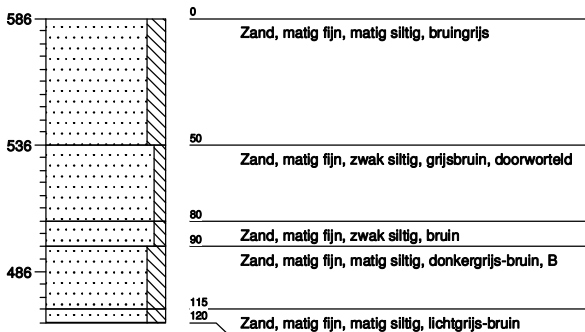 586
0
Zand, matig fijn, matig siltig, bruingrijs
536
50
Zand, matig fijn, zwak siltig, grijsbruin, doorworteld
80
Zand, matig fijn, zwak siltig, bruin
90
Zand, matig fijn, matig siltig, donkergrijs-bruin, B
486
115
120
Zand, matig fijn, matig siltig, lichtgrijs-bruin